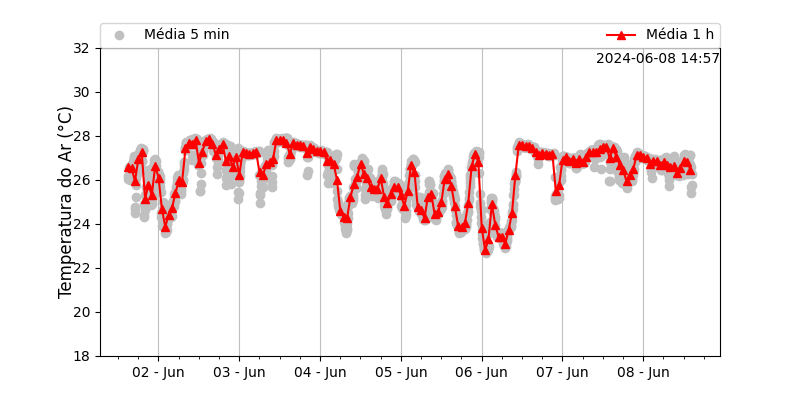 Média 5 min
Média 1 h
2024-06-08 14:57
Temperatura do Ar (°C)
32
30
28
26
24
22
20
18
02 - Jun
03 - Jun
04 - Jun
05 - Jun
06 - Jun
07 - Jun
08 - Jun